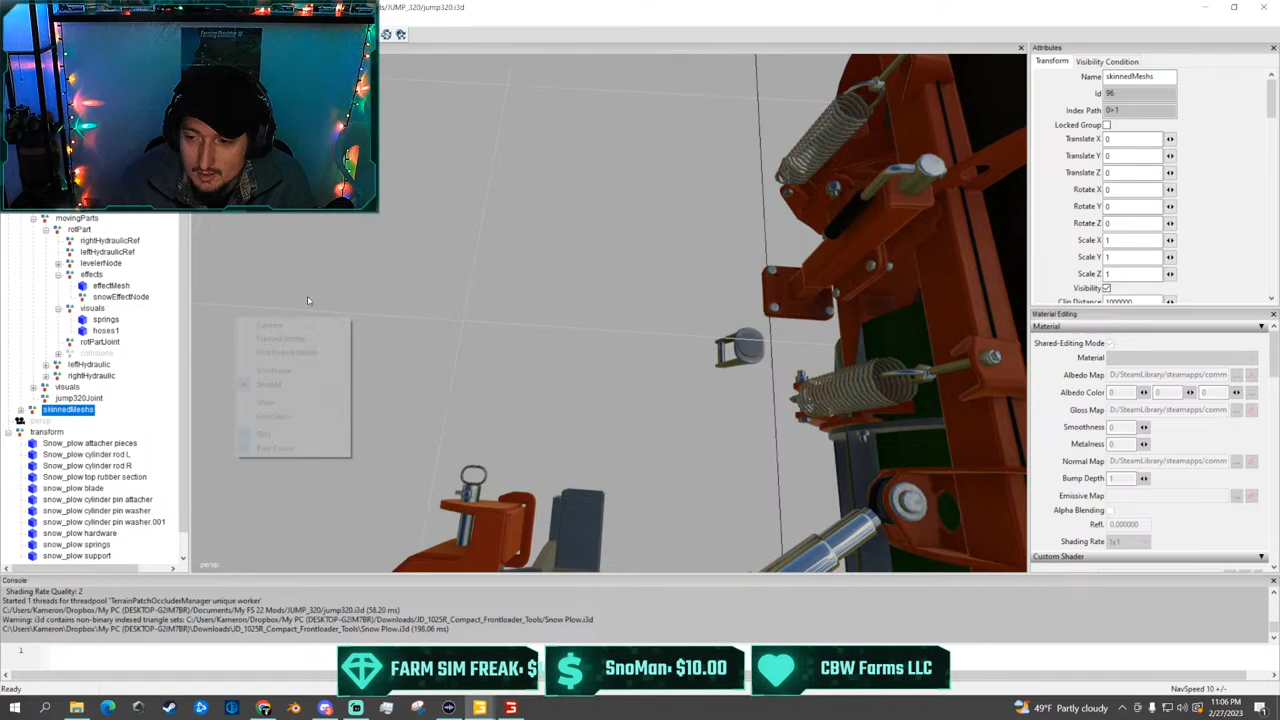 ods/JUMP_320/jump320.i3d
Farming Simulator
Attributes
Transform
Visibility Condition
Name
skinnedMeshs
Id
96
Index Path
0>1
Locked Group
Translate X
0
Translate Y
0
Translate Z
0
Rotate X
0
Rotate Y
0
Rotate Z
0
Scale X
1
Scale Y
1
Scale Z
1
Visibility
Clip Distance
1000000
Material Editing
Material
Shared-Editing Mode
Material
Albedo Map
D:/SteamLibrary/steamapps/comm
Albedo Color
0
0
0
Gloss Map
D:/SteamLibrary/steamapps/comm
Smoothness
0
Metalness
0
Normal Map
D:/SteamLibrary/steamapps/comm
Bump Depth
1
Emissive Map
Alpha Blending
Refl.
0.000000
Shading Rate
1x1
Custom Shader
movingParts
rotPart
rightHydraulicRef
leftHydraulicRef
levelerNode
effects
effectMesh
snowEffectNode
visuals
springs
hoses1
rotPartJoint
collisions
leftHydraulic
rightHydraulic
visuals
jump320Joint
skinnedMeshs
persp
transform
Snow_plow attacher pieces
Snow_plow cylinder rod L
Snow_plow cylinder rod R
Snow_plow top rubber section
snow_plow blade
snow_plow cylinder pin attacher
snow_plow cylinder pin washer
snow_plow cylinder pin washer.001
snow_plow hardware
snow_plow springs
snow_plow support
persp
Console
Shading Rate Quality: 2
Started 1 threads for threadpool 'TerrainPatchOccluderManager unique worker'
C:/Users/Kameron/Dropbox/My PC (DESKTOP-G2IM7BR)/Documents/My FS 22 Mods/JUMP_320/jump320.i3d (58.20 ms)
Warning: i3d contains non-binary indexed triangle sets: C:/Users/Kameron/Dropbox/My PC (DESKTOP-G2IM7BR)/Downloads/JD_1025R_Compact_Frontloader_Tools/Snow Plow.i3d
C:\Users\Kameron\Dropbox\My PC (DESKTOP-G2IM7BR)\Downloads\JD_1025R_Compact_Frontloader_Tools\Snow Plow.i3d (198.06 ms)
1
FARM SIM FREAK: $
SnoMan: $10.00
CBW Farms LLC
Ready
NavSpeed 10 +/-
49°F Partly cloudy
11:06 PM
2/27/2023